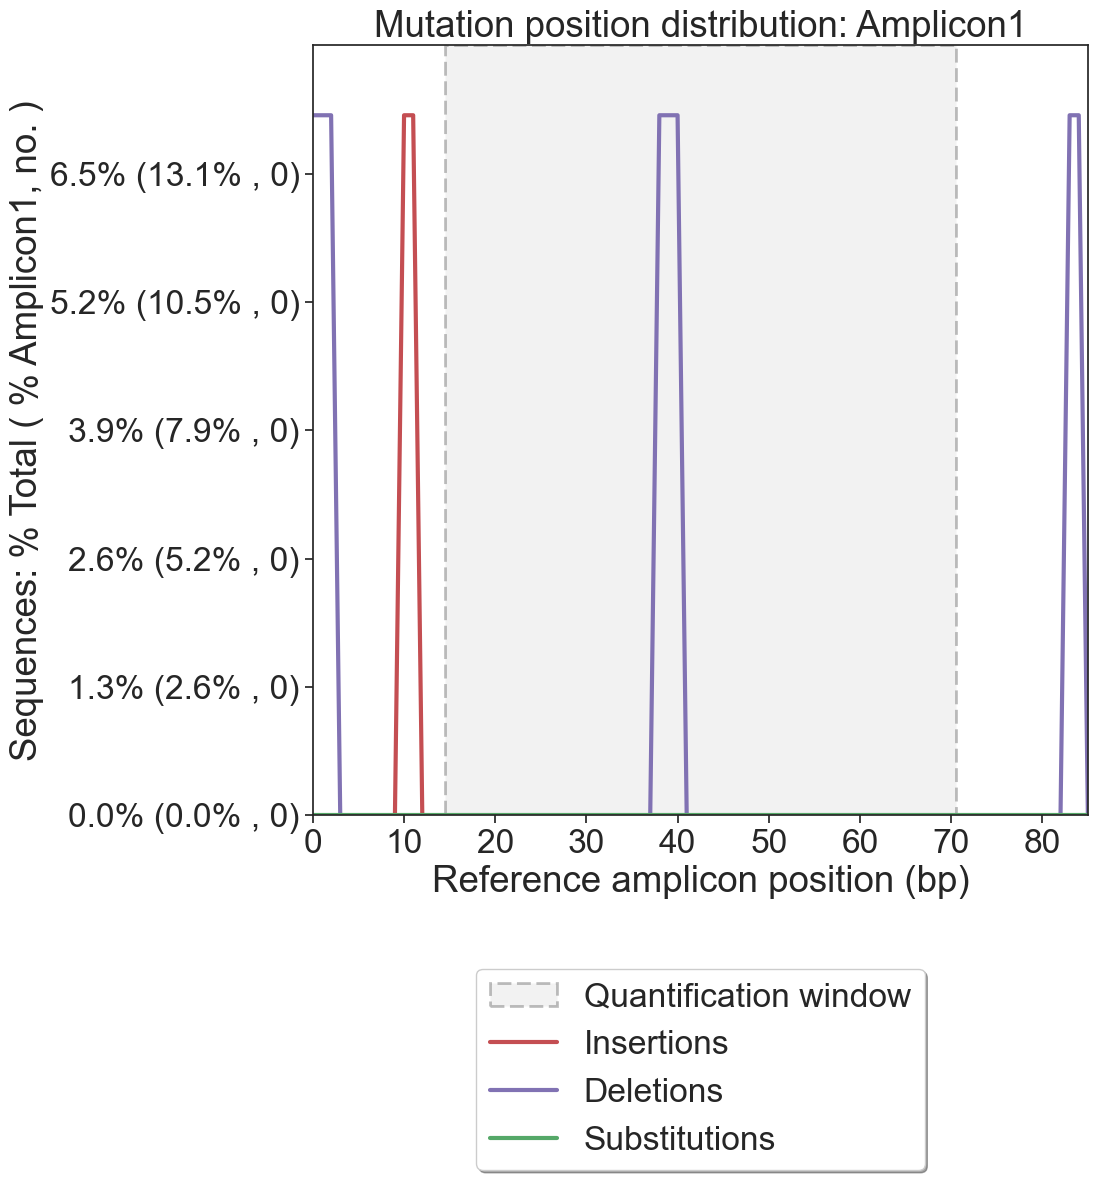 Mutation position distribution: Amplicon1
Sequences: % Total ( % Amplicon1, no. )
6.5% (13.1% , 0)
5.2% (10.5% , 0)
3.9% (7.9% , 0)
2.6% (5.2% , 0)
1.3% (2.6% , 0)
0.0% (0.0% , 0)
0 10 20 30 40 50 60 70 80
Reference amplicon position (bp)
Quantification window
Insertions
Deletions
Substitutions